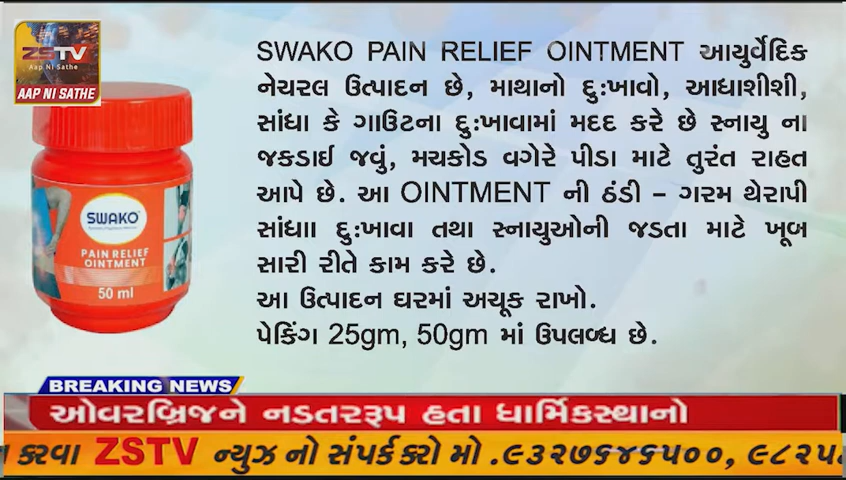 ZSTV
Aap Ni Sathe
AAP NI SATHE
SWAKO PAIN RELIEF OINTMENT આયુર્વેદિક
નેચરલ ઉત્પાદન છે, માથાનો દુઃખાવો, આધાશીશી,
સાંધા કે ગાઉટના દુઃખાવામાં મદદ કરે છે સ્નાયુ ના
જકડાઈ જવું, મચકોડ વગેરે પીડા માટે તુરંત રાહત
આપે છે. આ OINTMENT ની ઠંડી – ગરમ થેરાપી
સાંધાા દુઃખાવા તથા સ્નાયુઓની જડતા માટે ખૂબ
સારી રીતે કામ કરે છે.
આ ઉત્પાદન ઘરમાં અચૂક રાખો.
પેકિંગ 25gm, 50gm માં ઉપલબ્ધ છે.
SWAKO
PAIN RELIEF
OINTMENT
50 ml
BREAKING NEWS
ઓવરબ્રિજને નડતરરૂપ હતા ધાર્મિકસ્થાનો
કરવા ZSTV ન્યુઝ નો સંપર્ક કરો મો .૯૩૨૭૬૪૬૫૦૦, ૯૮૨૫